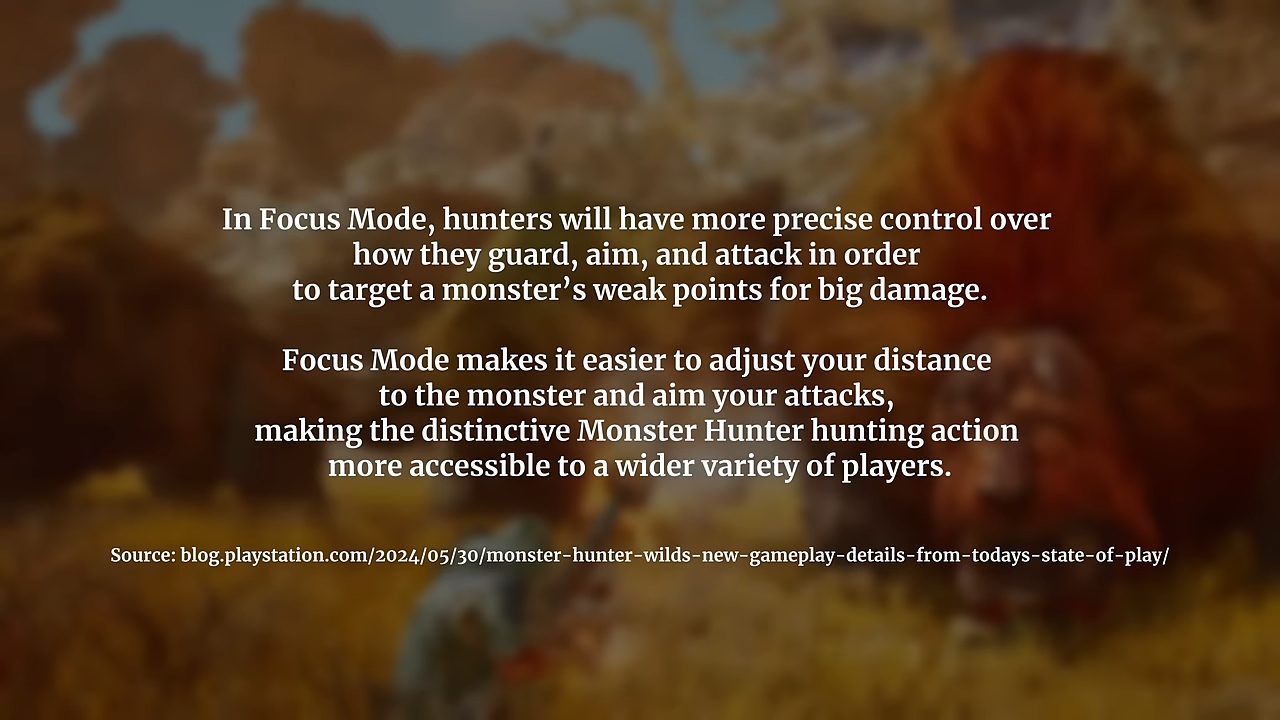 In Focus Mode, hunters will have more precise control over
how they guard, aim, and attack in order
to target a monster’s weak points for big damage.
Focus Mode makes it easier to adjust your distance
to the monster and aim your attacks,
making the distinctive Monster Hunter hunting action
more accessible to a wider variety of players.
Source: blog.playstation.com/2024/05/30/monster-hunter-wilds-new-gameplay-details-from-todays-state-of-play/